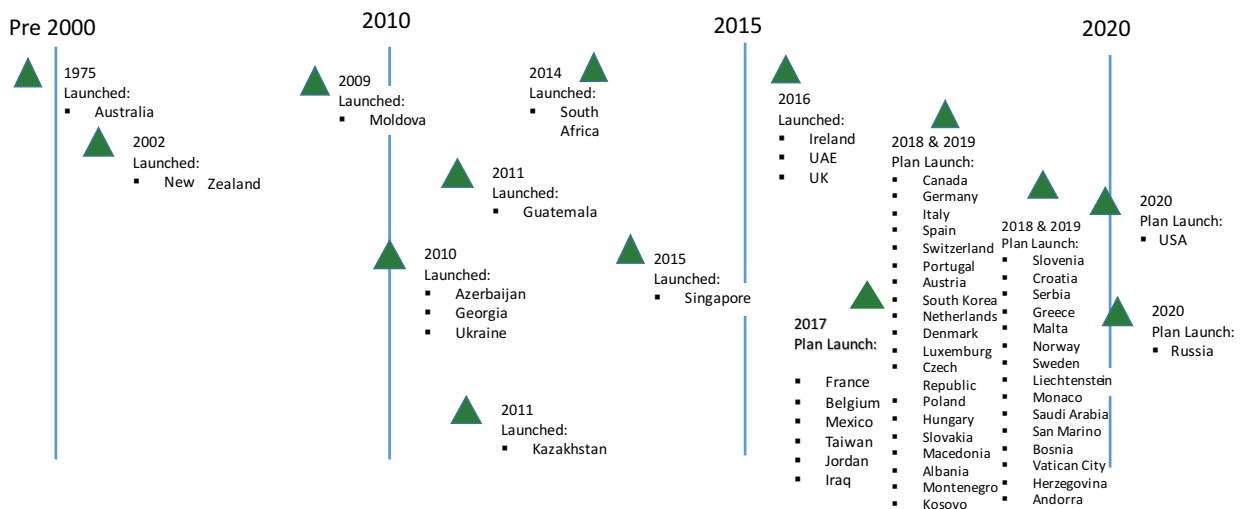 Pre 2000
2010
2015
2020
1975
Launched:
▪ Australia
2002
Launched:
▪ New Zealand
2009
Launched:
▪ Moldova
2010
Launched:
▪ Azerbaijan
▪ Georgia
▪ Ukraine
2011
Launched:
▪ Guatemala
2011
Launched:
▪ Kazakhstan
2014
Launched:
▪ South
Africa
2015
Launched:
▪ Singapore
2016
Launched:
▪ Ireland
▪ UAE
▪ UK
2017
Plan Launch:
▪ France
▪ Belgium
▪ Mexico
▪ Taiwan
▪ Jordan
▪ Iraq
2018 & 2019
Plan Launch:
▪ Canada
▪ Germany
▪ Italy
▪ Spain
▪ Switzerland
▪ Portugal
▪ Austria
▪ South Korea
▪ Netherlands
▪ Denmark
▪ Luxemburg
▪ Czech
Republic
▪ Poland
▪ Hungary
▪ Slovakia
▪ Macedonia
▪ Albania
▪ Montenegro
▪ Kosovo
2018 & 2019
Plan Launch:
▪ Slovenia
▪ Croatia
▪ Serbia
▪ Greece
▪ Malta
▪ Norway
▪ Sweden
▪ Liechtenstein
▪ Monaco
▪ Saudi Arabia
▪ San Marino
▪ Bosnia
▪ Vatican City
▪ Herzegovina
▪ Andorra
2020
Plan Launch:
▪ USA
2020
Plan Launch:
▪ Russia